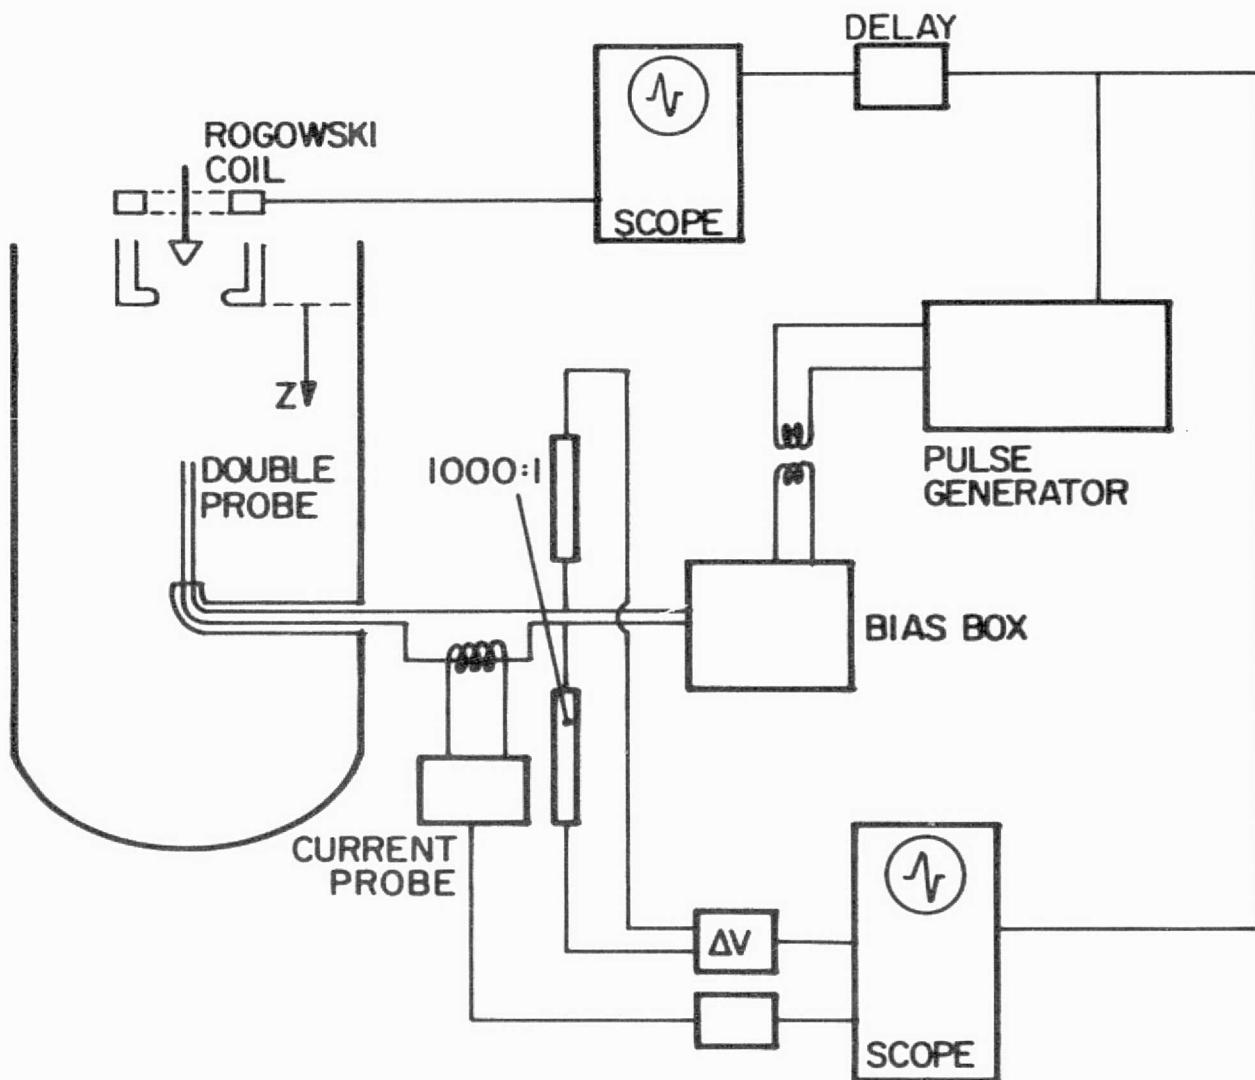 DELAY
ROGOWSKI
COIL
SCOPE
Z
DOUBLE
PROBE
1000:1
PULSE
GENERATOR
BIAS BOX
CURRENT
PROBE
ΔV
SCOPE